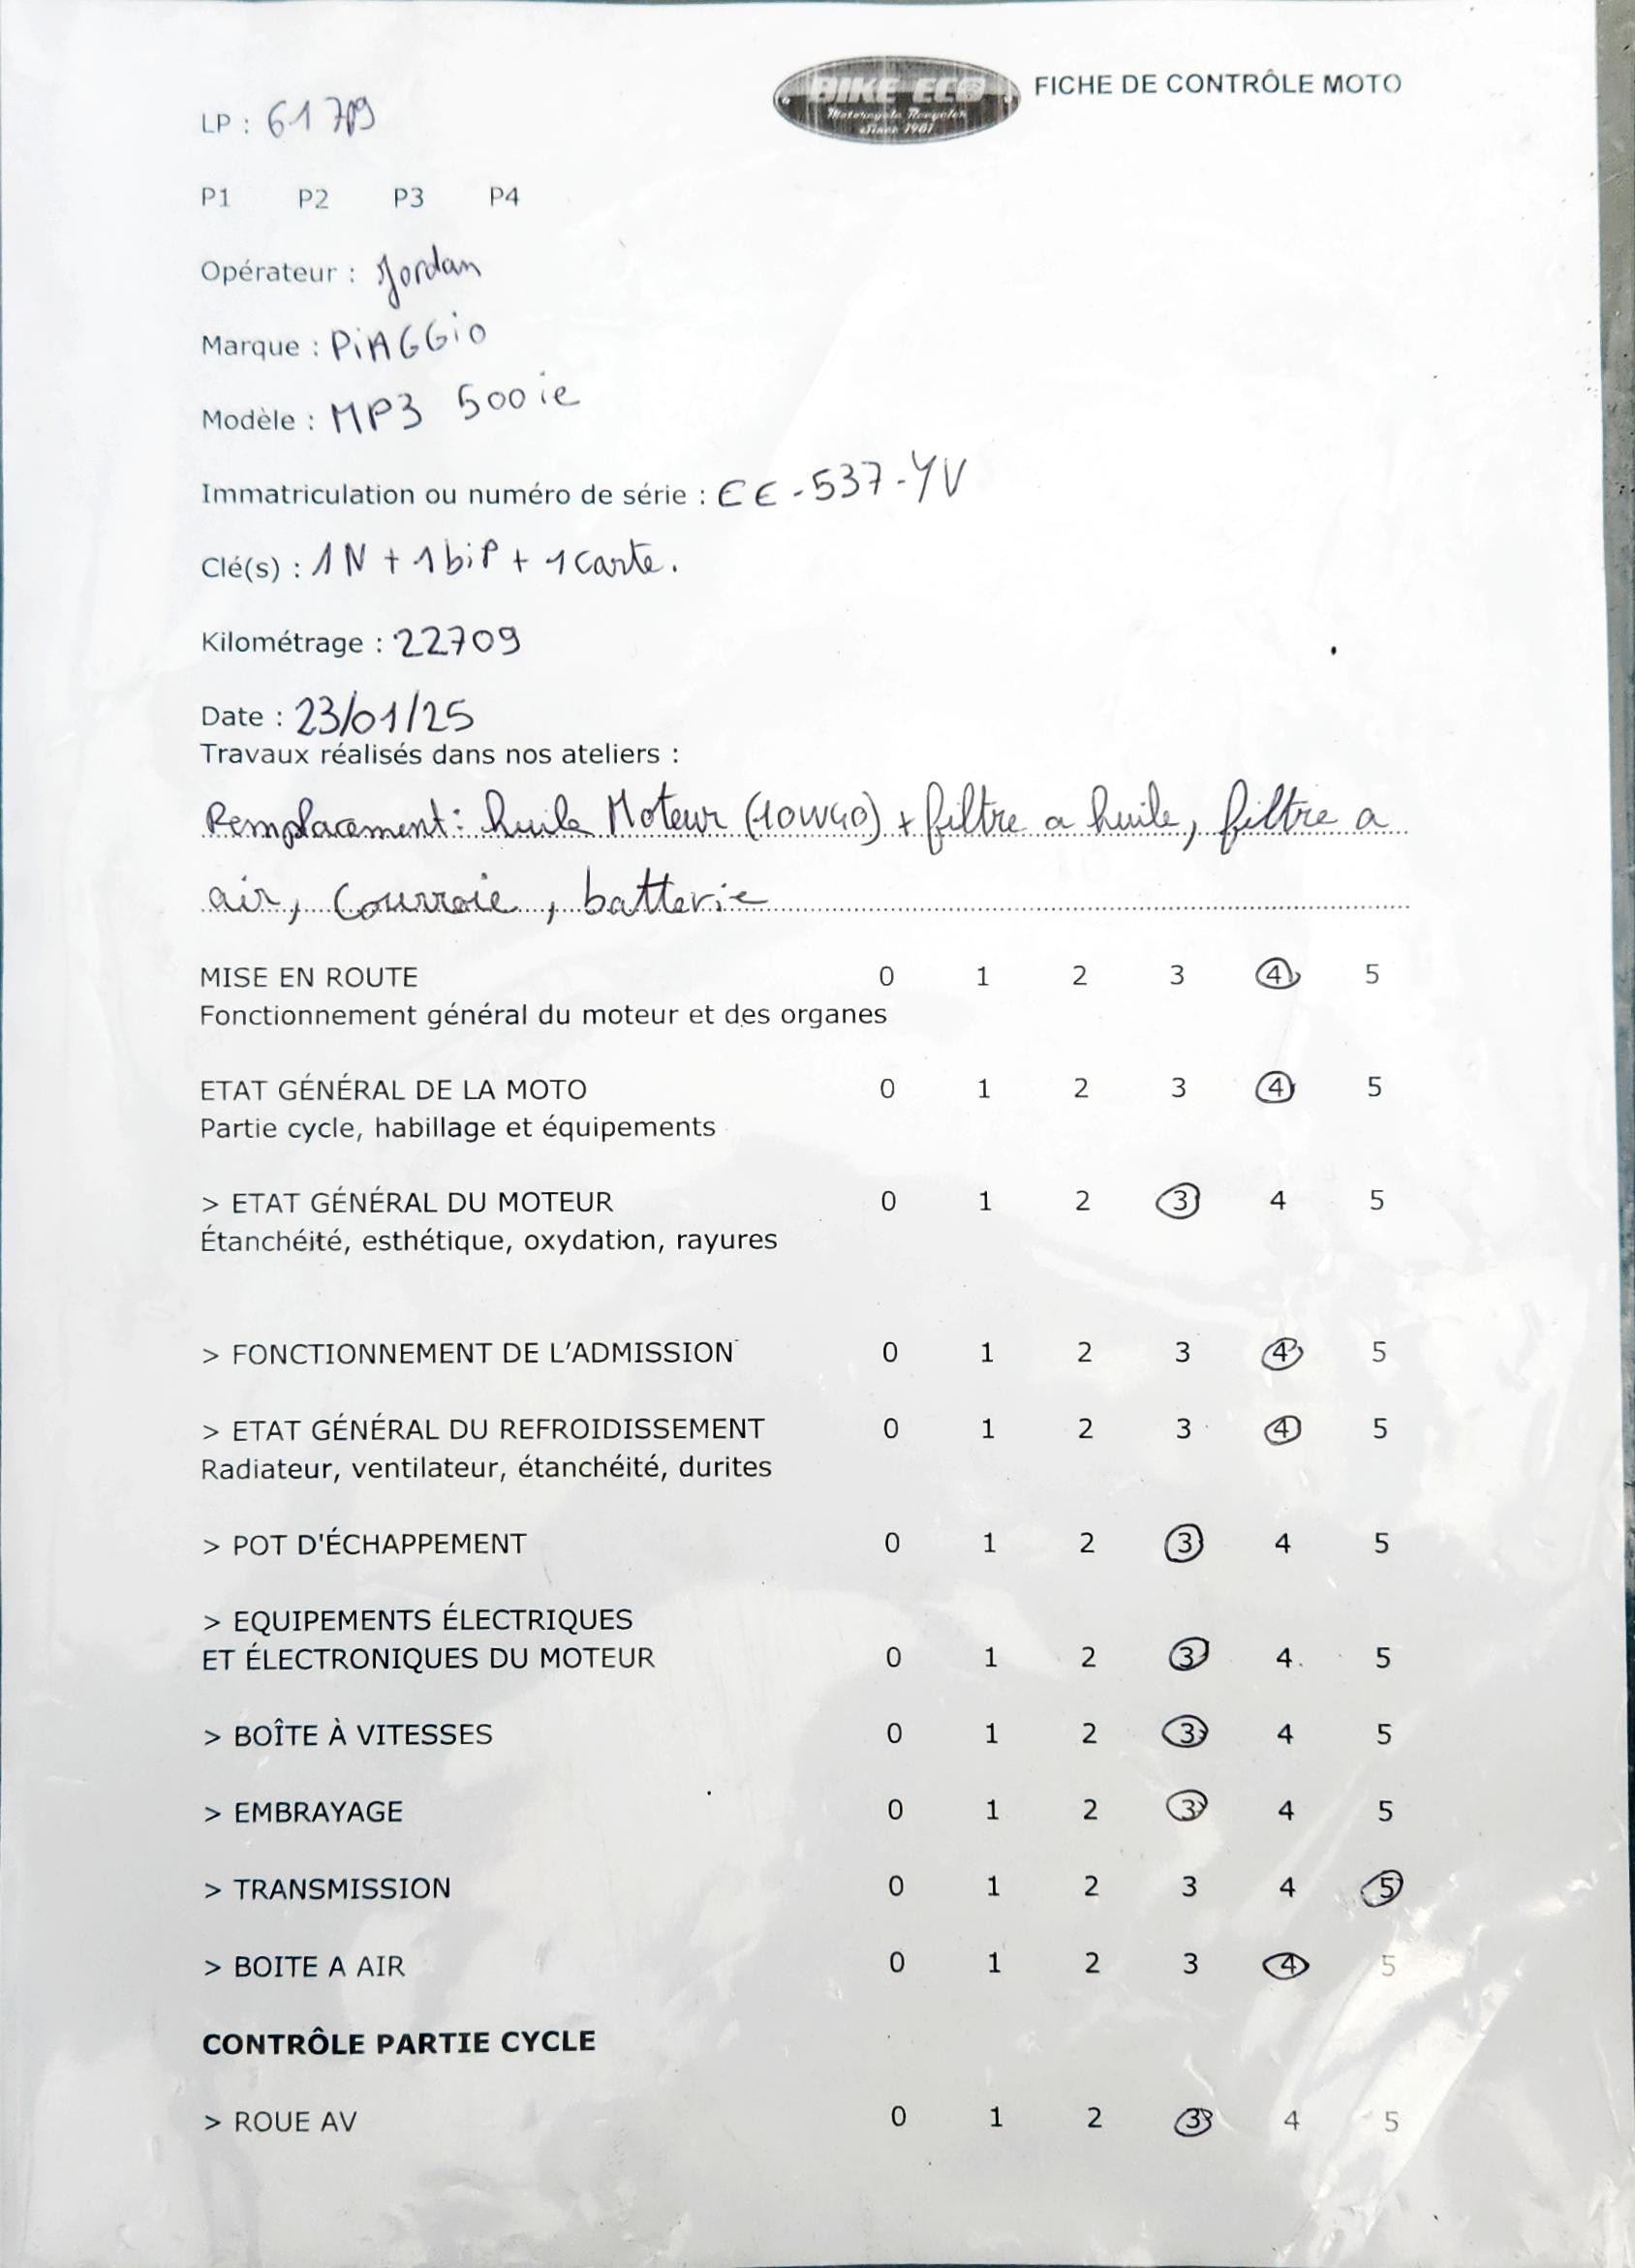 BIKE ECO
Motorcycle Recycler
Since 1981
FICHE DE CONTRÔLE MOTO
LP : 61709
P1 P2 P3 P4
Opérateur : Jordan
Marque : PiAGGio
Modèle : MP3 500ie
Immatriculation ou numéro de série : EE-537-YV
Clé(s) : 1N + 1biP + 1carte.
Kilométrage : 22709
Date : 23/01/25
Travaux réalisés dans nos ateliers :
Remplacement: huile Moteur (10W40) + filtre a huile, filtre a
air, Courroie, batterie
MISE EN ROUTE 0 1 2 3 4 5
Fonctionnement général du moteur et des organes
ETAT GÉNÉRAL DE LA MOTO 0 1 2 3 4 5
Partie cycle, habillage et équipements
> ETAT GÉNÉRAL DU MOTEUR 0 1 2 3 4 5
Étanchéité, esthétique, oxydation, rayures
> FONCTIONNEMENT DE L'ADMISSION 0 1 2 3 4 5
> ETAT GÉNÉRAL DU REFROIDISSEMENT 0 1 2 3 4 5
Radiateur, ventilateur, étanchéité, durites
> POT D'ÉCHAPPEMENT 0 1 2 3 4 5
> EQUIPEMENTS ÉLECTRIQUES
ET ÉLECTRONIQUES DU MOTEUR 0 1 2 3 4 5
> BOÎTE À VITESSES 0 1 2 3 4 5
> EMBRAYAGE 0 1 2 3 4 5
> TRANSMISSION 0 1 2 3 4 5
> BOITE A AIR 0 1 2 3 4 5
CONTRÔLE PARTIE CYCLE
> ROUE AV 0 1 2 3 4 5